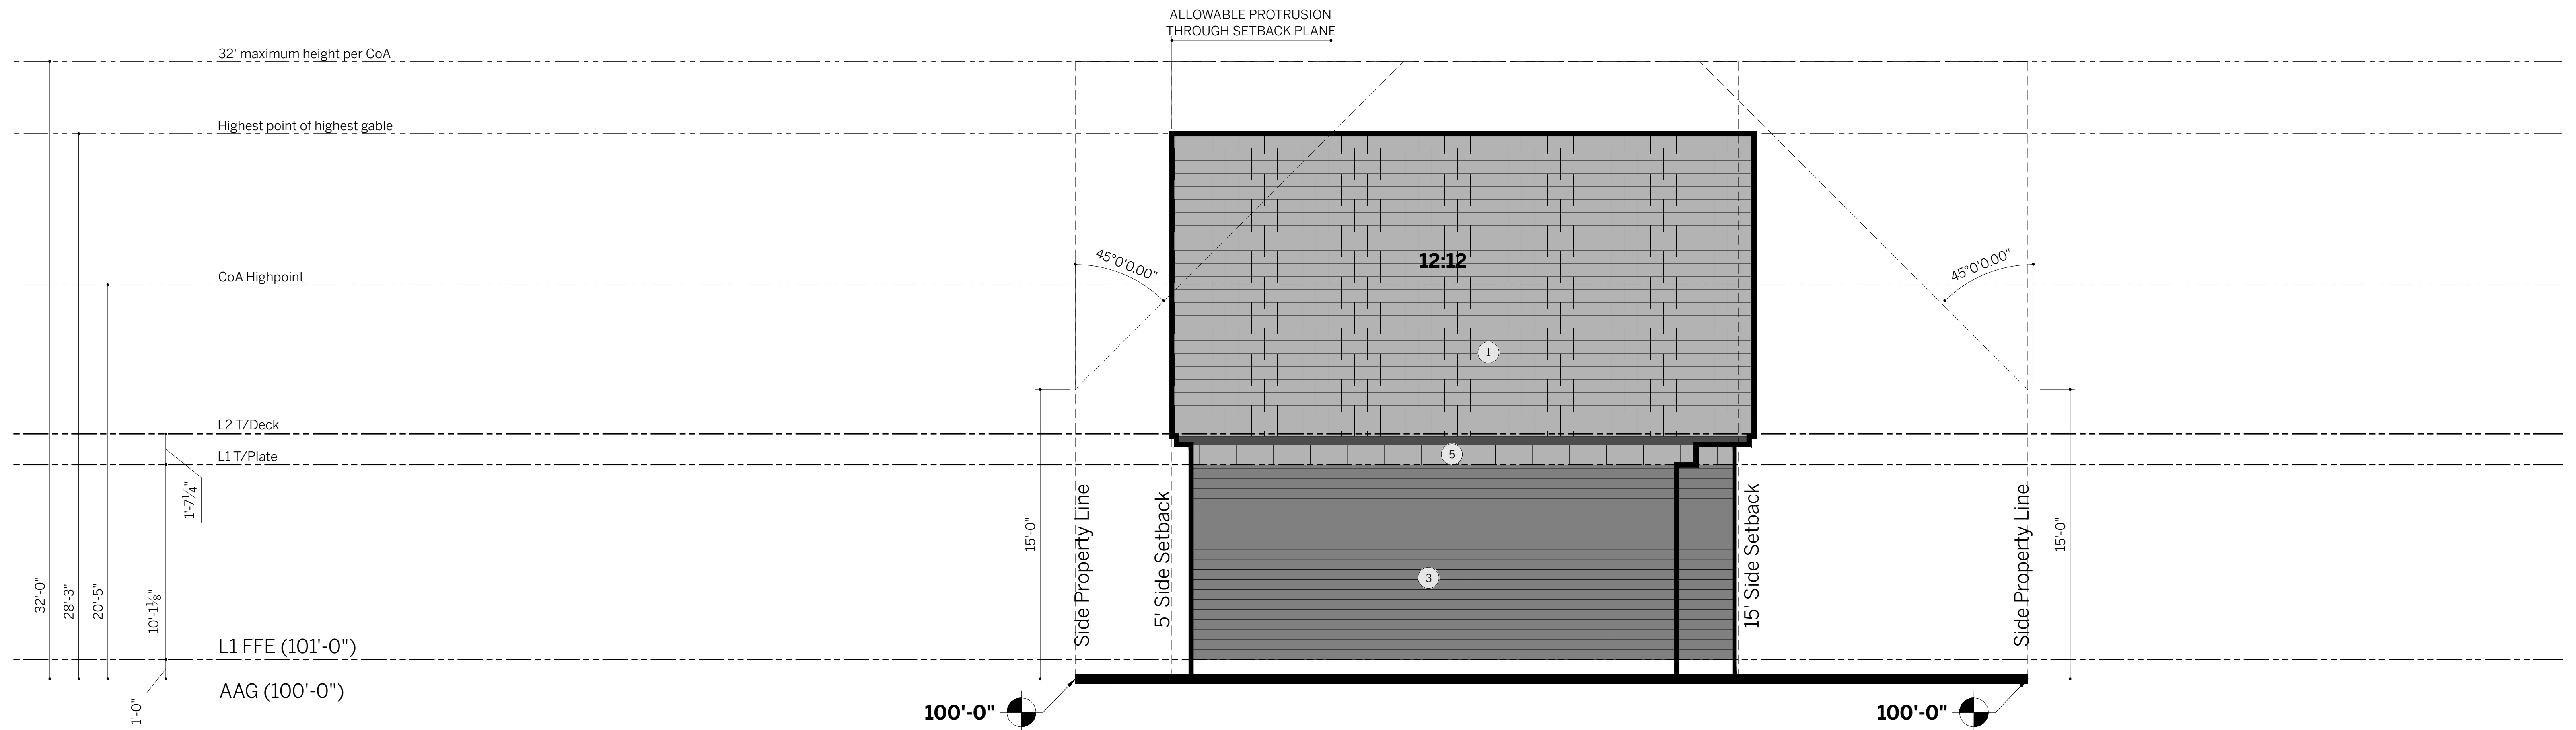 ALLOWABLE PROTRUSION
THROUGH SETBACK PLANE
32' maximum height per CoA
Highest point of highest gable
CoA Highpoint
L2 T/Deck
L1 T/Plate
L1 FFE (101'-0")
AAG (100'-0")
32'-0"
28'-3"
20'-5"
10'-1⅛"
1'-7¼"
1'-0"
45°0'0.00"
45°0'0.00"
12:12
1
5
3
15'-0"
Side Property Line
5' Side Setback
15' Side Setback
Side Property Line
15'-0"
100'-0"
100'-0"